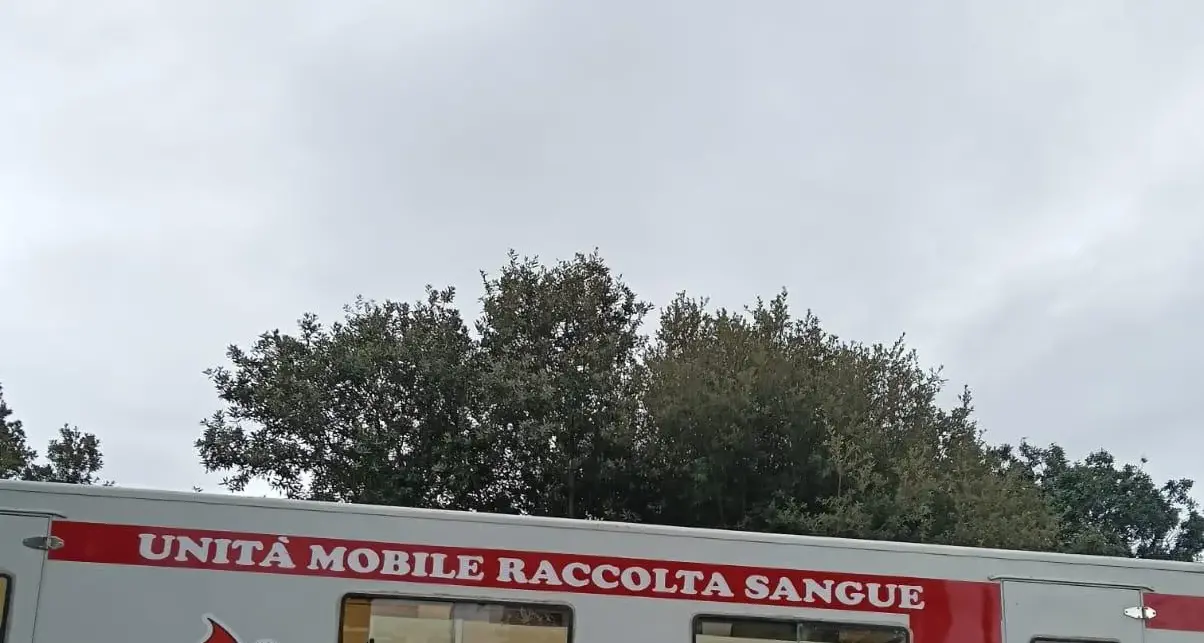 UNITÀ MOBILE RACCOLTA SANGUE